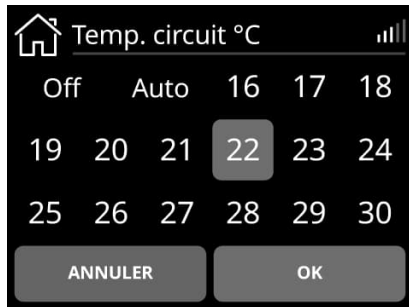 Temp. circuit °C
Off Auto 16 17 18
19 20 21 22 23 24
25 26 27 28 29 30
ANNULER OK